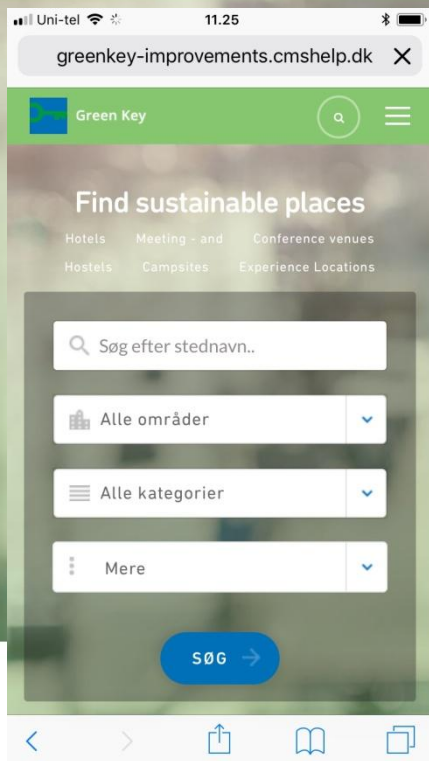 Uni-tel 11.25
greenkey-improvements.cmshelp.dk
Green Key
Find sustainable places
Hotels Meeting - and Conference venues
Hostels Campsites Experience Locations
Søg efter stednavn..
Alle områder
Alle kategorier
Mere
SØG